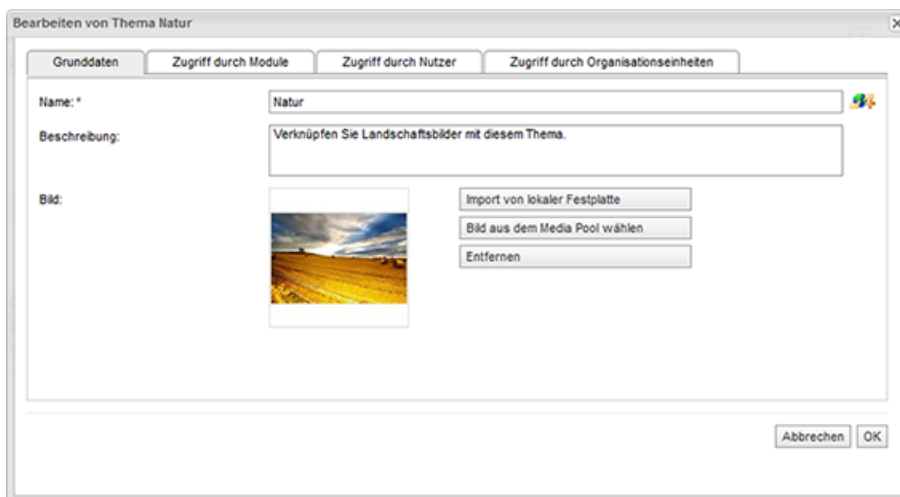 Bearbeiten von Thema Natur
Grunddaten Zugriff durch Module Zugriff durch Nutzer Zugriff durch Organisationseinheiten
Name: * Natur
Beschreibung: Verknüpfen Sie Landschaftsbilder mit diesem Thema.
Bild: Import von lokaler Festplatte
Bild aus dem Media Pool wählen
Entfernen
Abbrechen OK